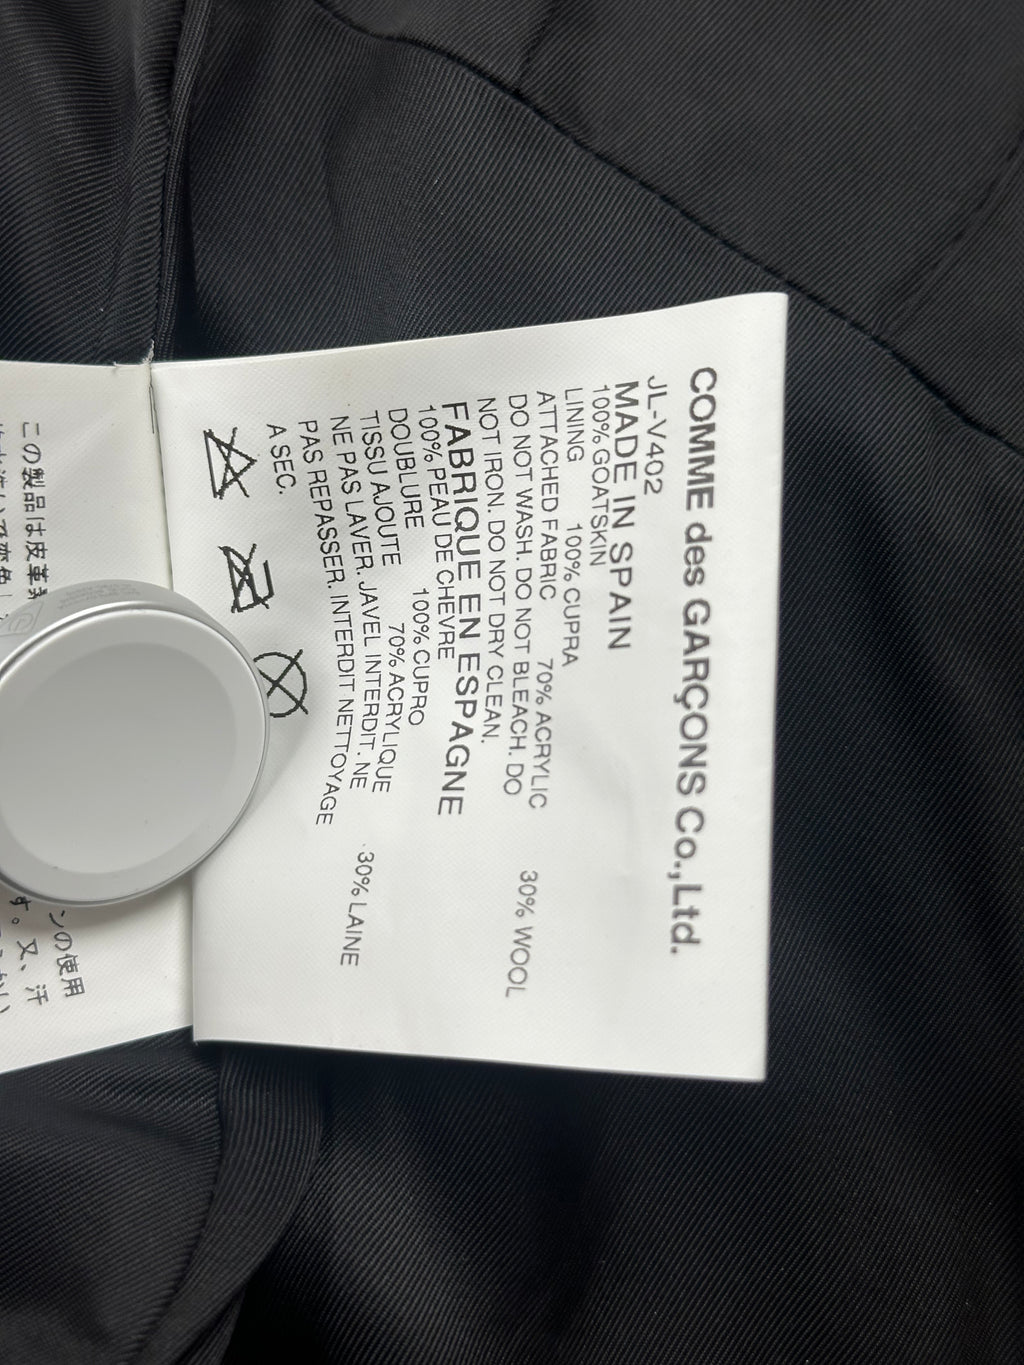 COMME des GARÇONS Co.,Ltd.
JL-V402
MADE IN SPAIN
100% GOATSKIN
LINING 100% CUPRA
ATTACHED FABRIC 70% ACRYLIC 30% WOOL
DO NOT WASH. DO NOT BLEACH. DO
NOT IRON. DO NOT DRY CLEAN.
FABRIQUE EN ESPAGNE
100% PEAU DE CHEVRE
DOUBLURE 100% CUPRO
TISSU AJOUTE 70% ACRYLIQUE 30% LAINE
NE PAS LAVER. JAVEL INTERDIT. NE
PAS REPASSER. INTERDIT NETTOYAGE
A SEC.
この製品は皮革 ンの使用
す。又、汗